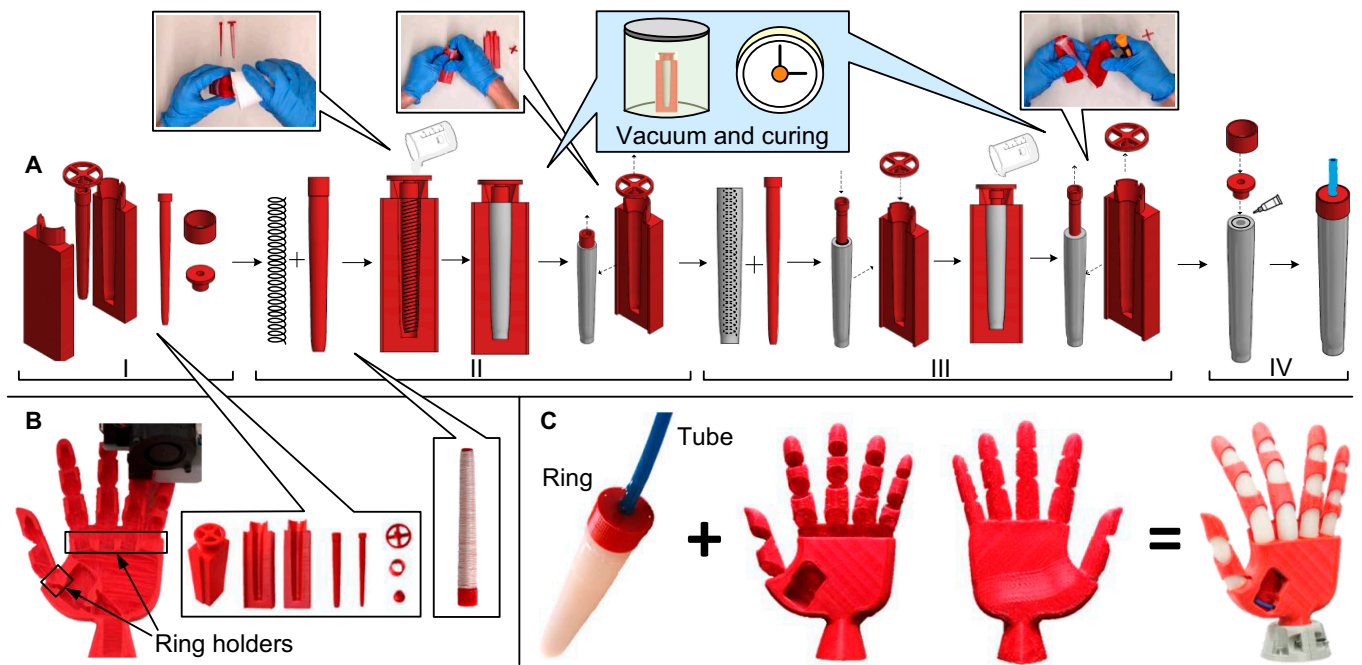 Vacuum and curing
A
I
II
III
IV
B
Ring holders
C
Tube
Ring